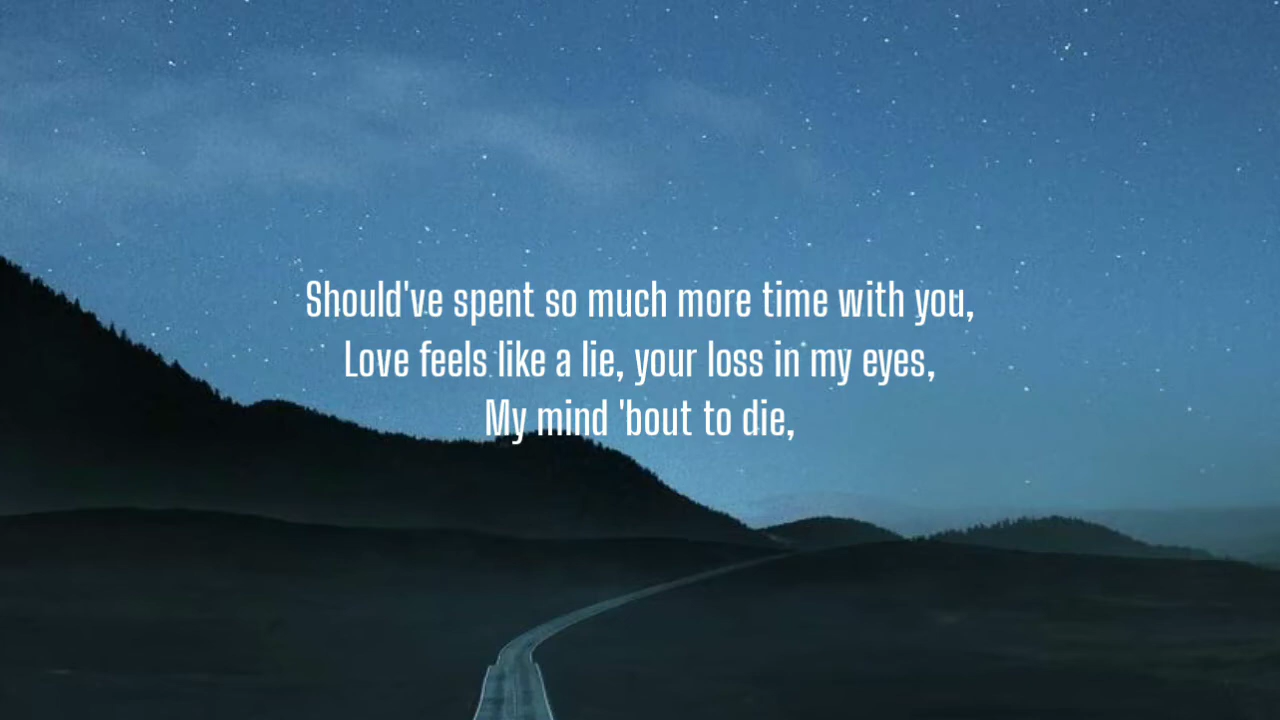 Should've spent so much more time with you,
Love feels like a lie, your loss in my eyes,
My mind 'bout to die,